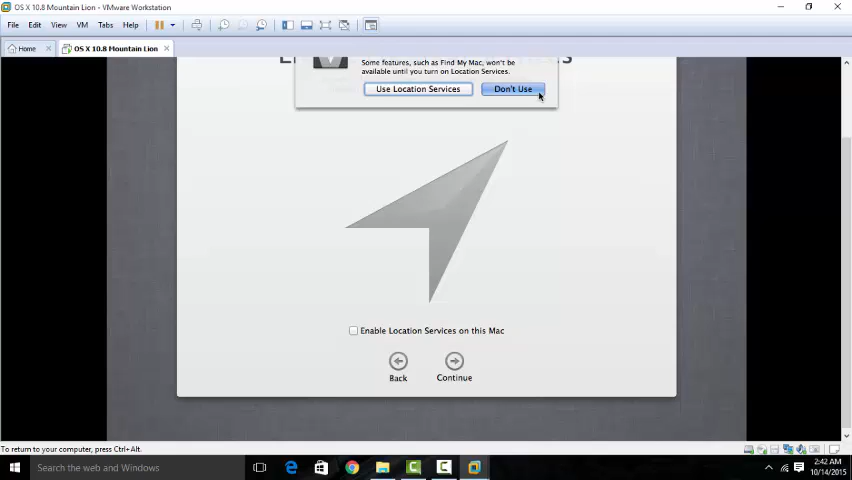 OS X 10.8 Mountain Lion - VMware Workstation
File Edit View VM Tabs Help
Home OS X 10.8 Mountain Lion
Some features, such as Find My Mac, won't be
available until you turn on Location Services.
Use Location Services Don't Use
Enable Location Services on this Mac
Back Continue
To return to your computer, press Ctrl+Alt.
Search the web and Windows
2:42 AM
10/14/2015